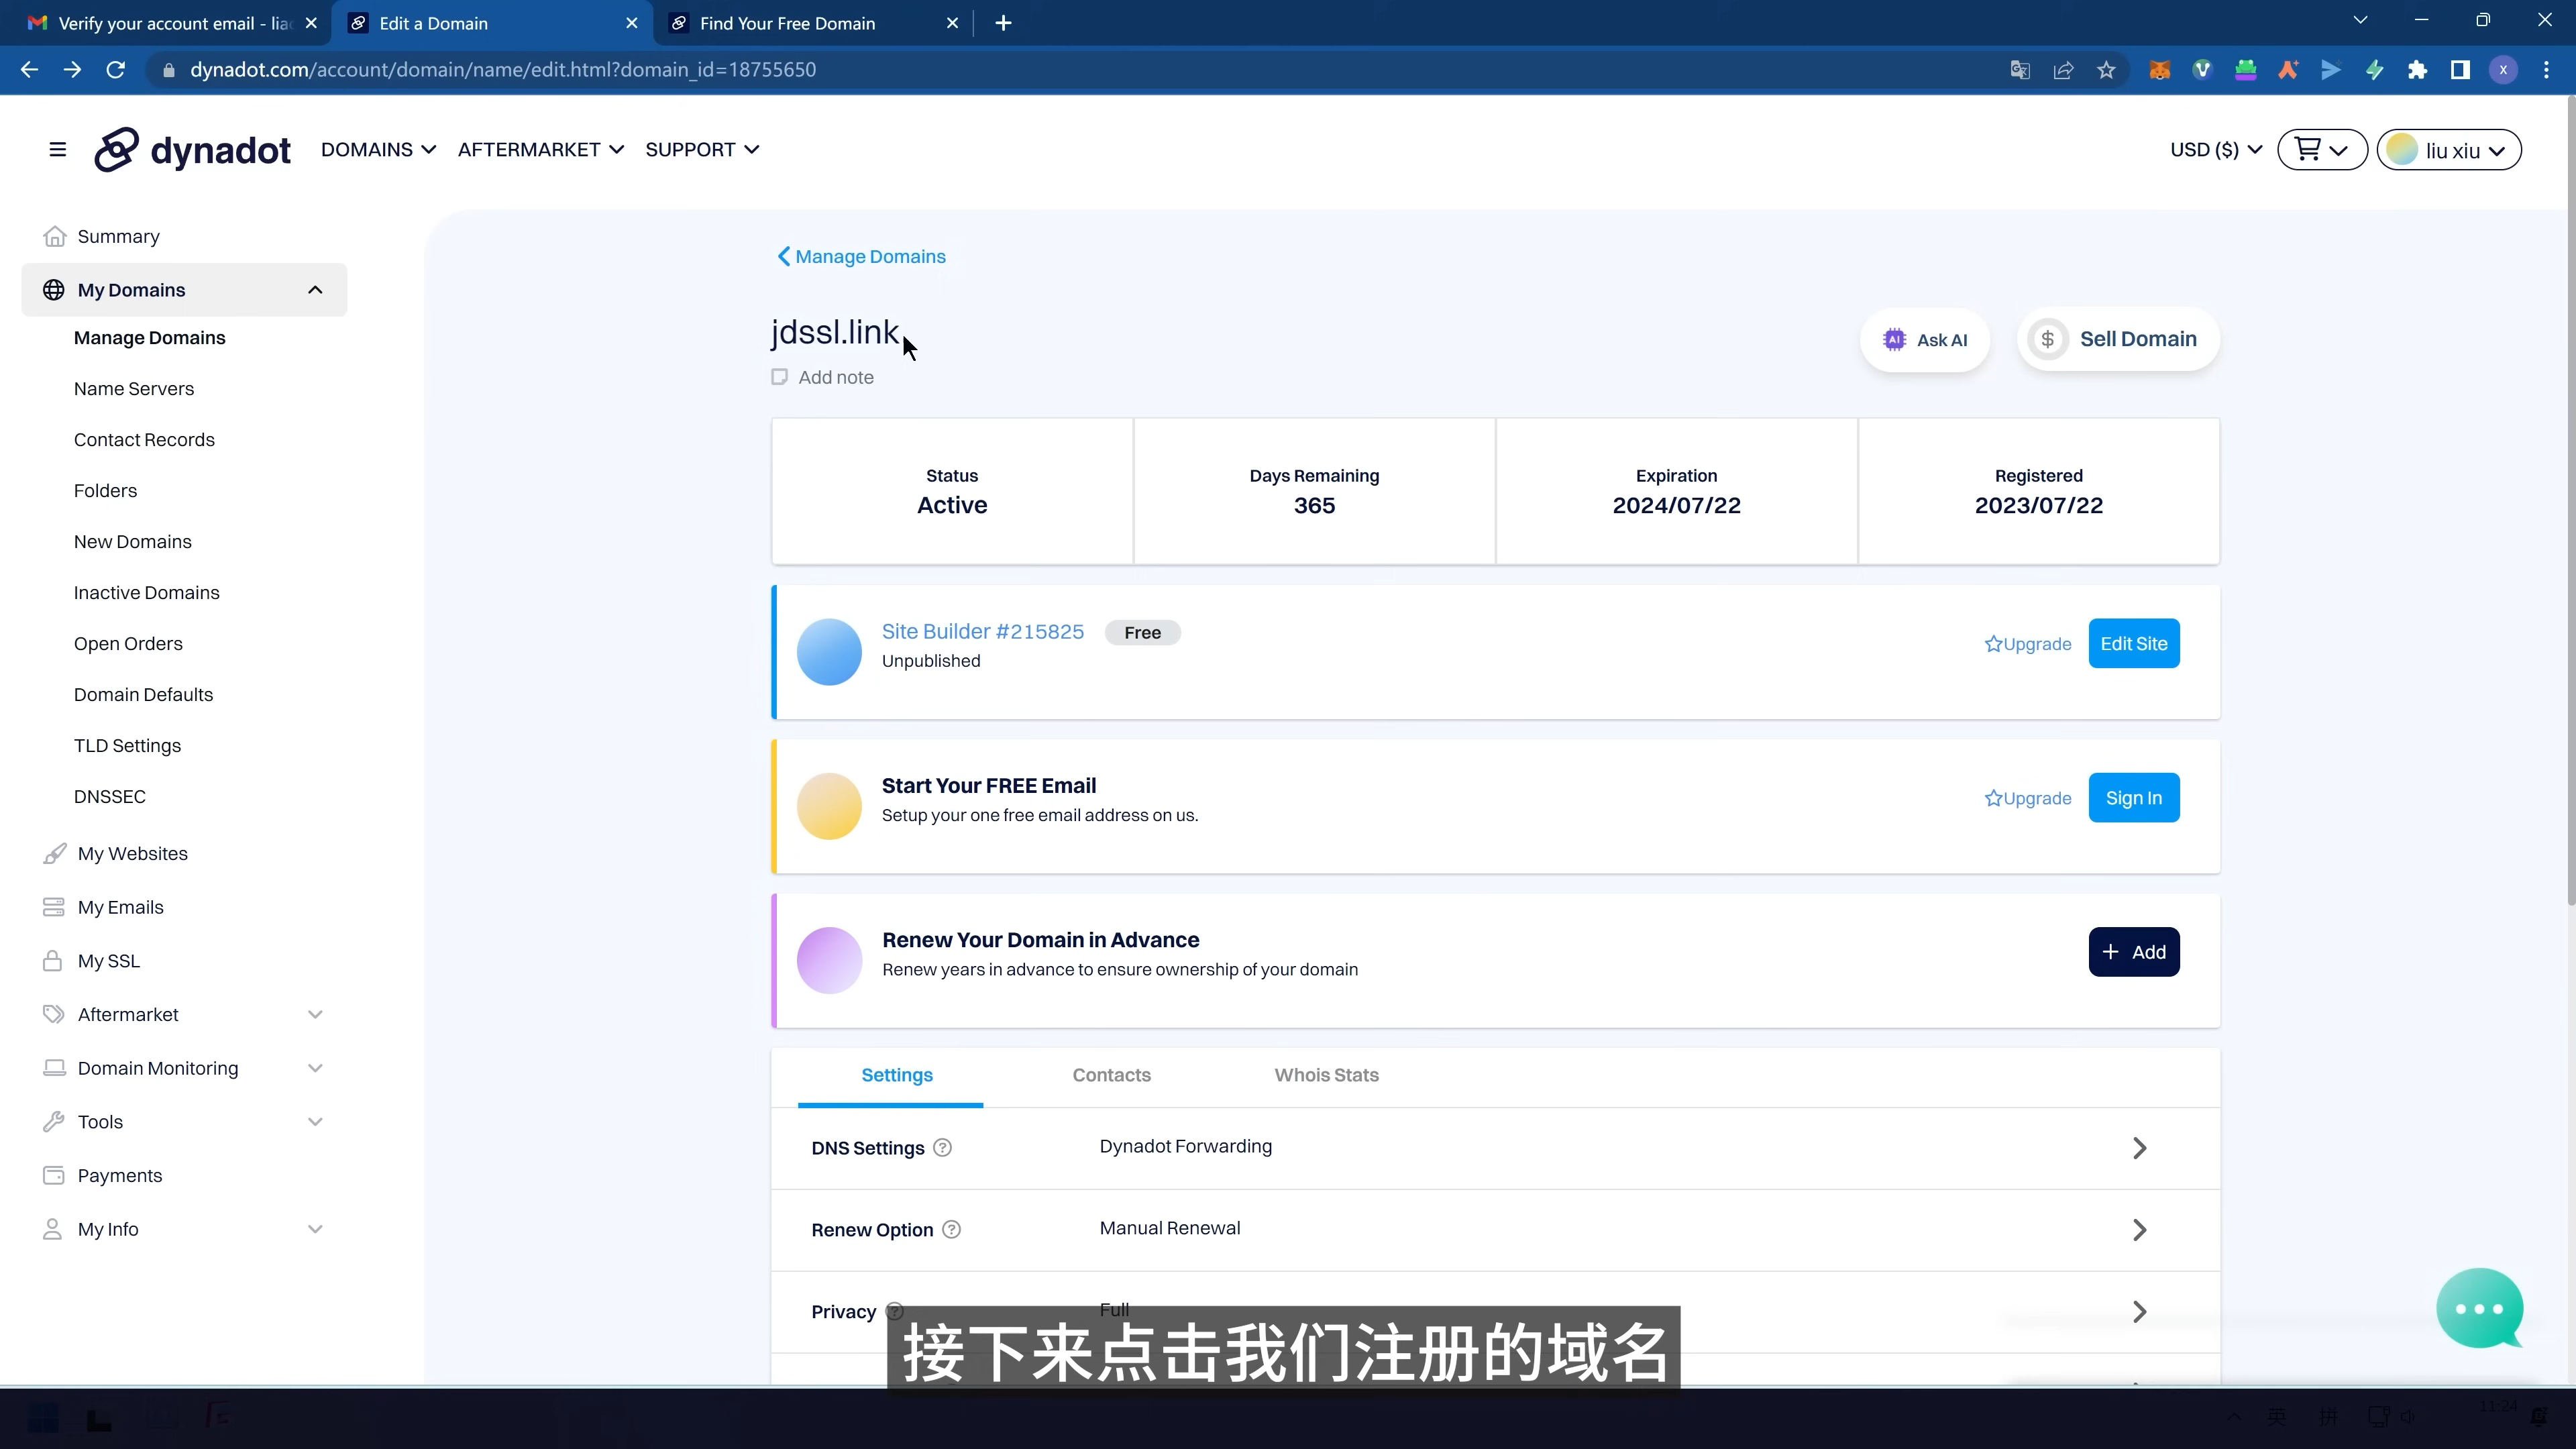 Verify your account email - liac
Edit a Domain
Find Your Free Domain
dynadot.com/account/domain/name/edit.html?domain_id=18755650
X
dynadot
DOMAINS
AFTERMARKET
SUPPORT
USD ($)
liu xiu
Summary
My Domains
Manage Domains
Name Servers
Contact Records
Folders
New Domains
Inactive Domains
Open Orders
Domain Defaults
TLD Settings
DNSSEC
My Websites
My Emails
My SSL
Aftermarket
Domain Monitoring
Tools
Payments
My Info
Manage Domains
jdssl.link
Add note
AI Ask AI
$ Sell Domain
Status
Active
Days Remaining
365
Expiration
2024/07/22
Registered
2023/07/22
Site Builder #215825 Free
Unpublished
Upgrade
Edit Site
Start Your FREE Email
Setup your one free email address on us.
Upgrade
Sign In
Renew Your Domain in Advance
Renew years in advance to ensure ownership of your domain
+ Add
Settings
Contacts
Whois Stats
DNS Settings ?
Dynadot Forwarding
Renew Option ?
Manual Renewal
Privacy ?
Full
接下来点击我们注册的域名
英
拼
11:24